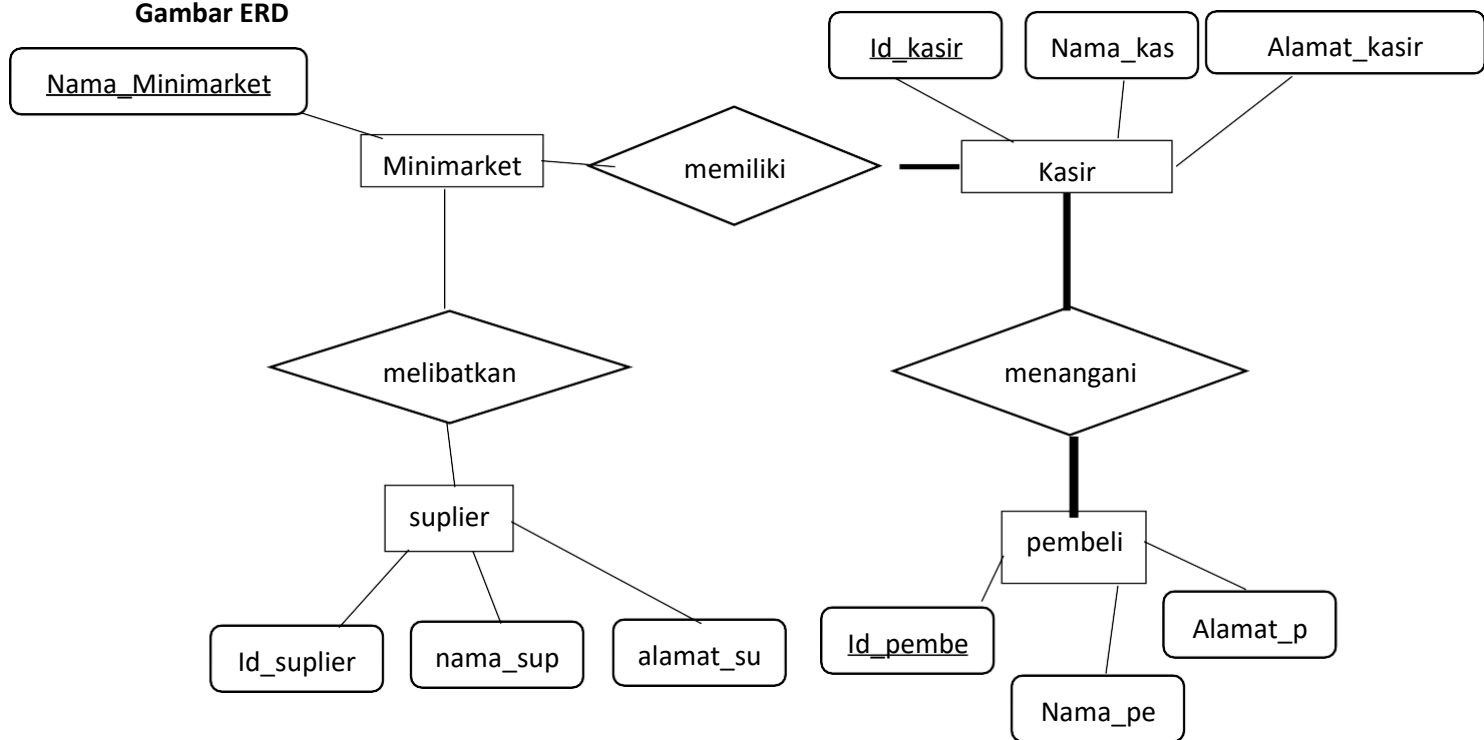 Gambar ERD
Id_kasir
Nama_kas
Alamat_kasir
Nama_Minimarket
Minimarket
memiliki
Kasir
melibatkan
menangani
suplier
pembeli
Id_suplier
nama_sup
alamat_su
Id_pembe
Alamat_p
Nama_pe